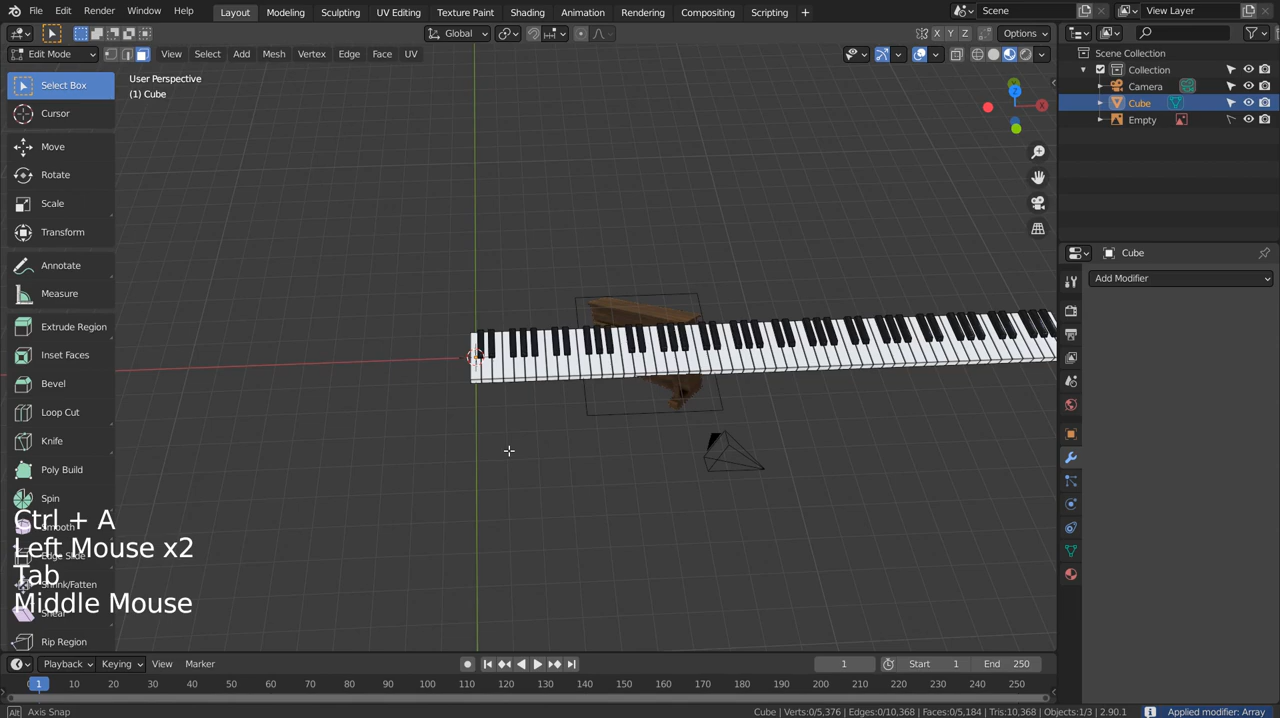 File Edit Render Window Help Layout Modeling Sculpting UV Editing Texture Paint Shading Animation Rendering Compositing Scripting + Scene View Layer
Edit Mode View Select Add Mesh Vertex Edge Face UV Global X Y Z Options
User Perspective
(1) Cube
Select Box
Cursor
Move
Rotate
Scale
Transform
Annotate
Measure
Extrude Region
Inset Faces
Bevel
Loop Cut
Knife
Poly Build
Spin
Smooth
Edge Slide
Shrink/Fatten
Shear
Rip Region
Ctrl + A
Left Mouse x2
Tab
Middle Mouse
Y
Z
X
Scene Collection
Collection
Camera
Cube
Empty
Cube
Add Modifier
Playback Keying View Marker 1 Start 1 End 250
1 10 20 30 40 50 60 70 80 90 100 110 120 130 140 150 160 170 180 190 200 210 220 230 240 250
Alt Axis Snap Cube | Verts:0/5,376 | Edges:0/10,368 | Faces:0/5,184 | Tris:10,368 | Objects:1/3 | 2.90.1 Applied modifier: Array